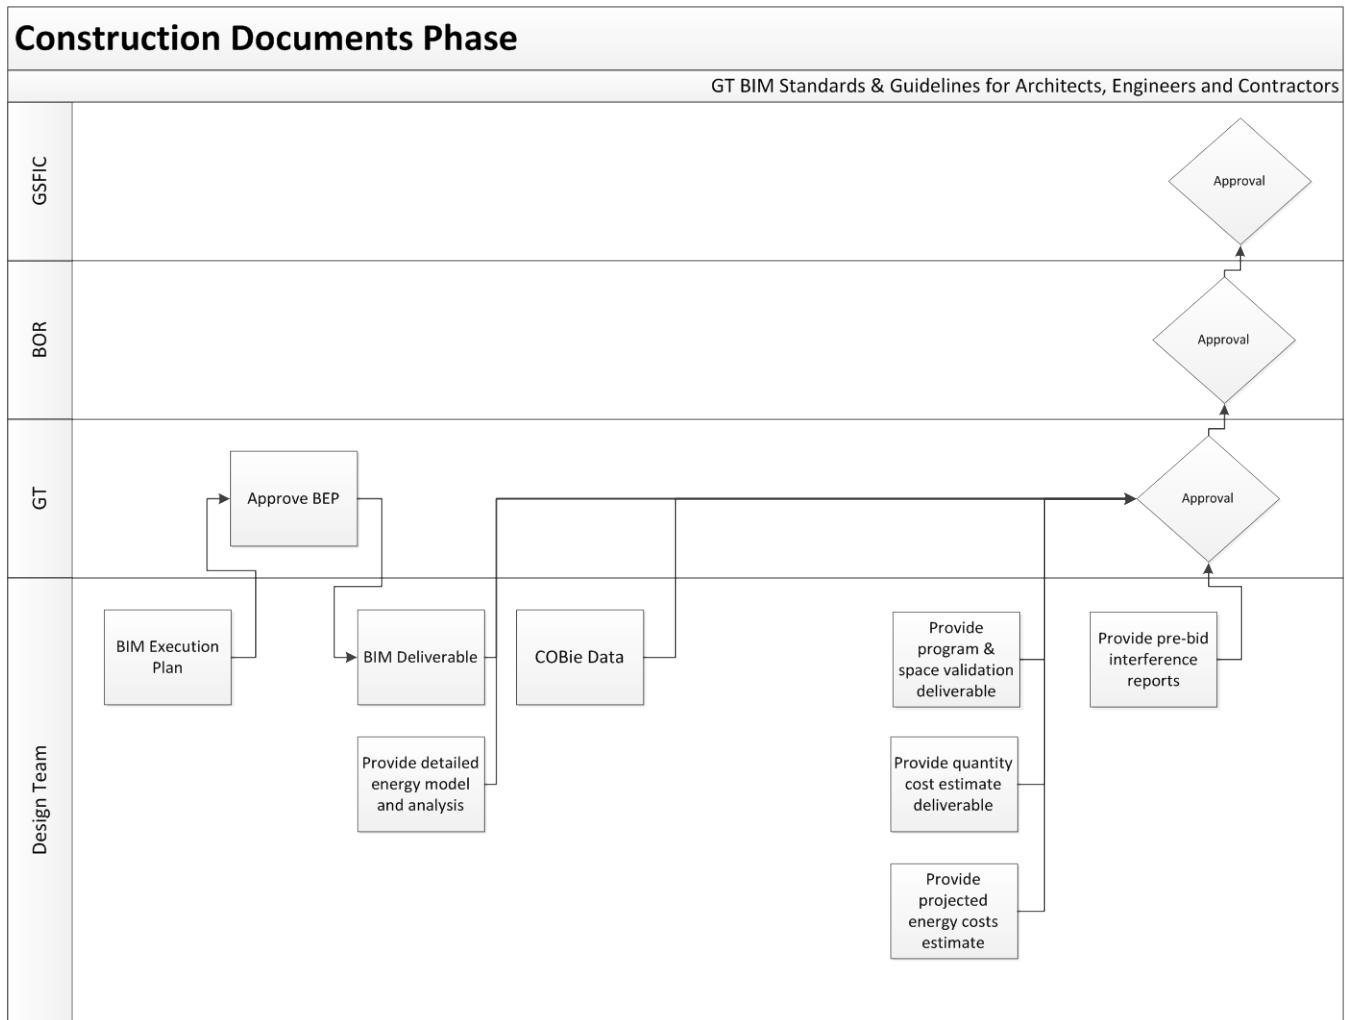 Construction Documents Phase
GT BIM Standards & Guidelines for Architects, Engineers and Contractors
GSFIC
Approval
BOR
Approval
GT
Approve BEP
Approval
Design Team
BIM Execution
Plan
BIM Deliverable
COBie Data
Provide
program &
space validation
deliverable
Provide pre-bid
interference
reports
Provide detailed
energy model
and analysis
Provide quantity
cost estimate
deliverable
Provide
projected
energy costs
estimate